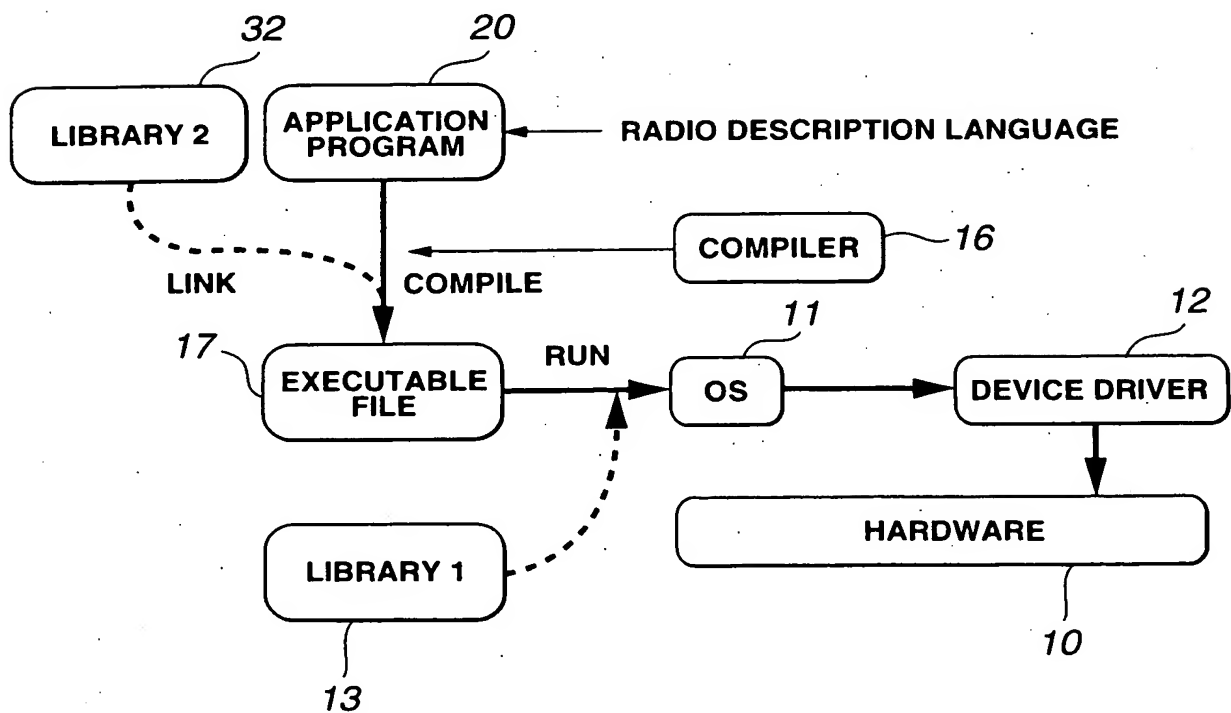 32
20
LIBRARY 2
APPLICATION
PROGRAM
RADIO DESCRIPTION LANGUAGE
COMPILER
16
LINK
COMPILE
17
EXECUTABLE
FILE
RUN
11
OS
12
DEVICE DRIVER
HARDWARE
10
LIBRARY 1
13